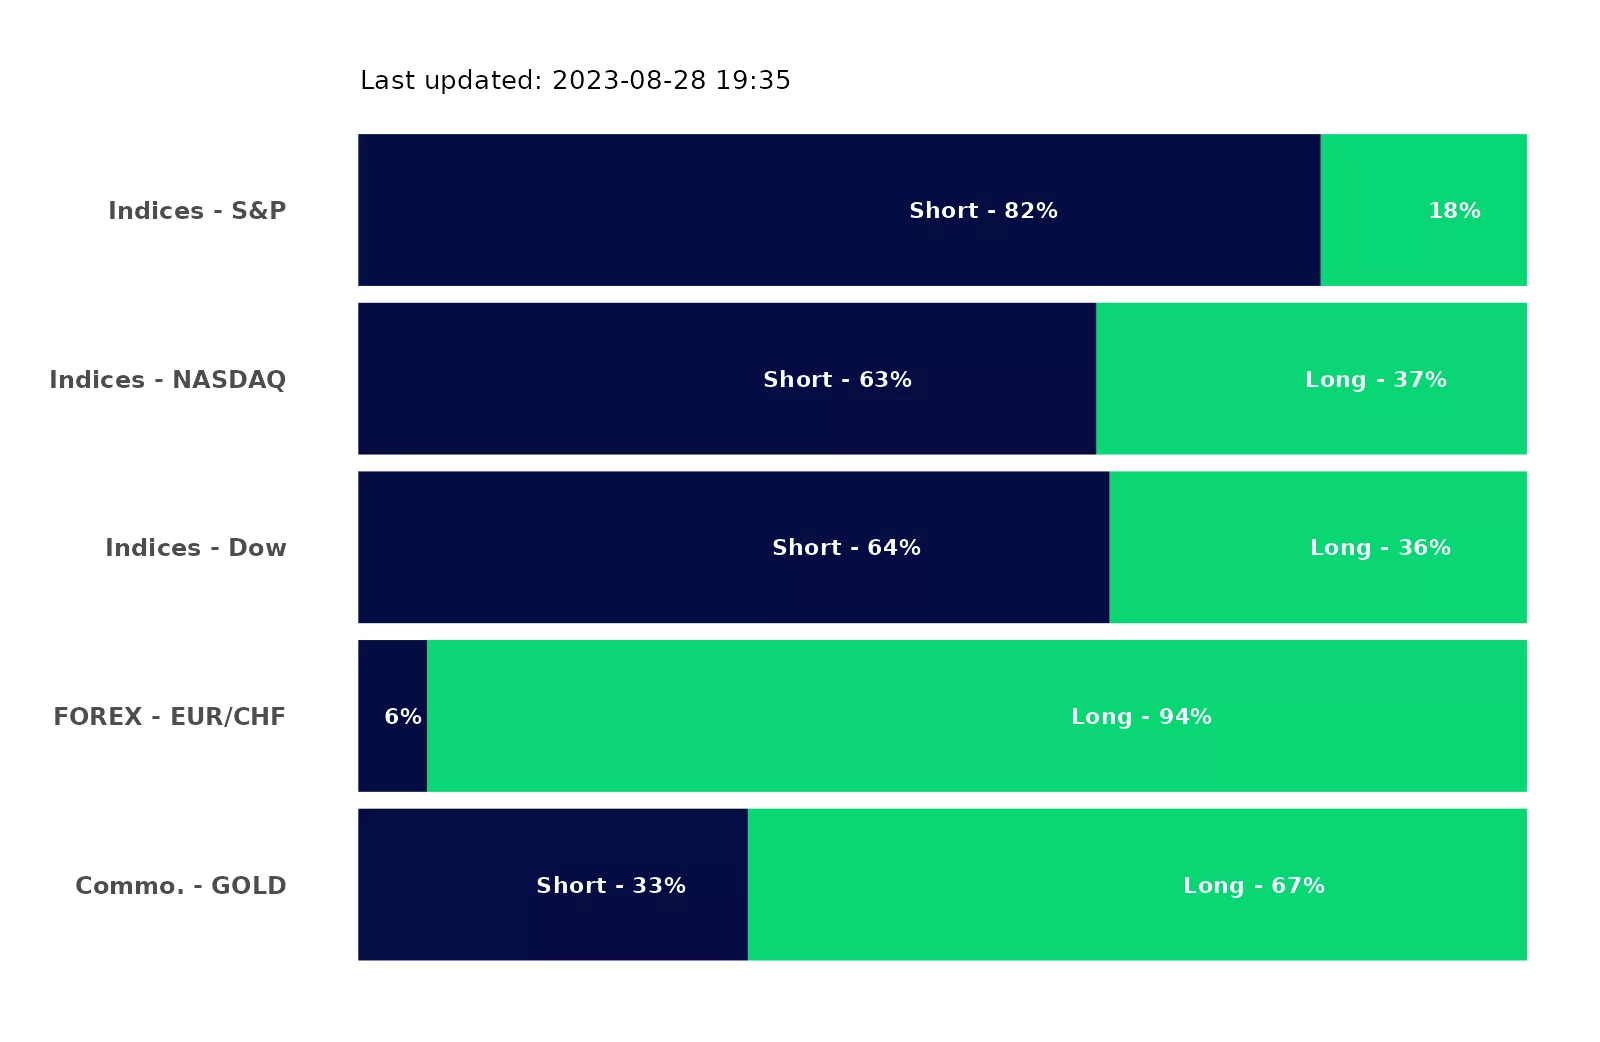 Last updated: 2023-08-28 19:35
Indices - S&P Short - 82% 18%
Indices - NASDAQ Short - 63% Long - 37%
Indices - Dow Short - 64% Long - 36%
FOREX - EUR/CHF 6% Long - 94%
Commo. - GOLD Short - 33% Long - 67%